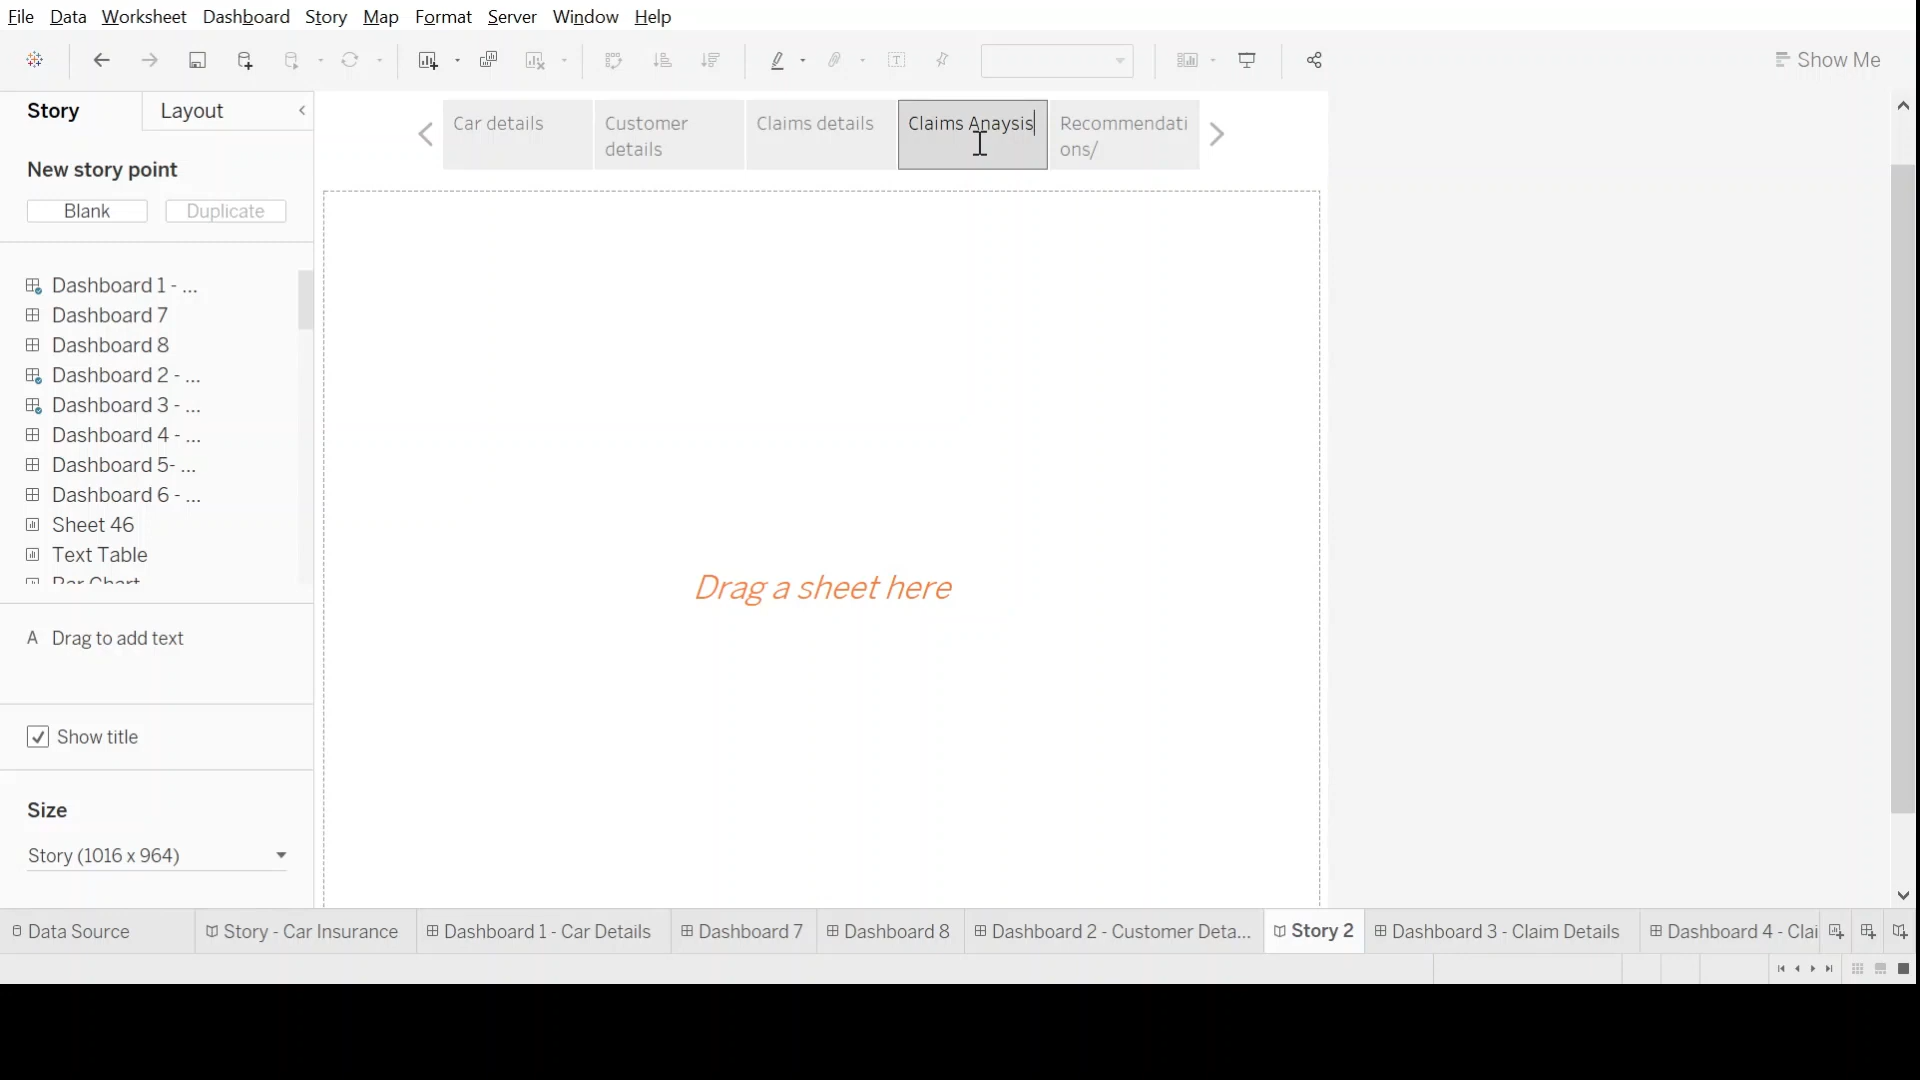 File Data Worksheet Dashboard Story Map Format Server Window Help
Show Me
Story Layout
Car details
Customer
details
Claims details
Claims Anaysis
Recommendati
ons/
New story point
Blank Duplicate
Dashboard 1 - ...
Dashboard 7
Dashboard 8
Dashboard 2 - ...
Dashboard 3 - ...
Dashboard 4 - ...
Dashboard 5- ...
Dashboard 6 - ...
Sheet 46
Text Table
Bar Chart
Drag a sheet here
A Drag to add text
Show title
Size
Story (1016 x 964)
Data Source Story - Car Insurance Dashboard 1 - Car Details Dashboard 7 Dashboard 8 Dashboard 2 - Customer Deta... Story 2 Dashboard 3 - Claim Details Dashboard 4 - Clai